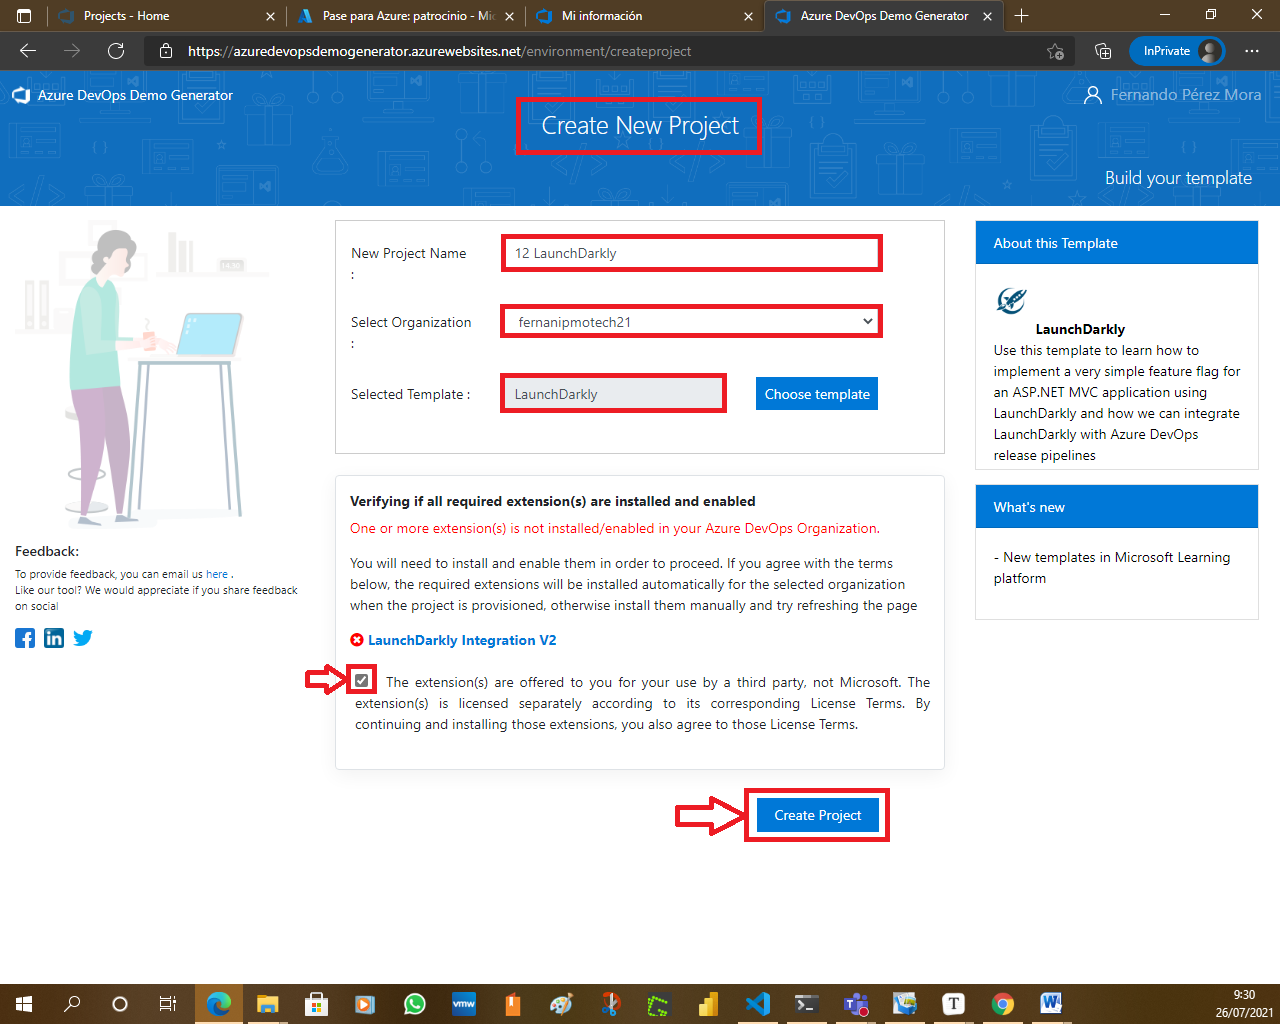 Projects - Home
Pase para Azure: patrocinio - Mic
Mi información
Azure DevOps Demo Generator
https://azuredevopsdemogenerator.azurewebsites.net/environment/createproject
InPrivate
Azure DevOps Demo Generator
Fernando Pérez Mora
Create New Project
Build your template
New Project Name
:
12 LaunchDarkly
Select Organization
:
fernanipmotech21
Selected Template :
LaunchDarkly
Choose template
About this Template
LaunchDarkly
Use this template to learn how to
implement a very simple feature flag for
an ASP.NET MVC application using
LaunchDarkly and how we can integrate
LaunchDarkly with Azure DevOps
release pipelines
What's new
- New templates in Microsoft Learning
platform
Verifying if all required extension(s) are installed and enabled
One or more extension(s) is not installed/enabled in your Azure DevOps Organization.
You will need to install and enable them in order to proceed. If you agree with the terms
below, the required extensions will be installed automatically for the selected organization
when the project is provisioned, otherwise install them manually and try refreshing the page
LaunchDarkly Integration V2
The extension(s) are offered to you for your use by a third party, not Microsoft. The
extension(s) is licensed separately according to its corresponding License Terms. By
continuing and installing those extensions, you also agree to those License Terms.
Create Project
Feedback:
To provide feedback, you can email us here .
Like our tool? We would appreciate if you share feedback
on social
vmw
9:30
26/07/2021